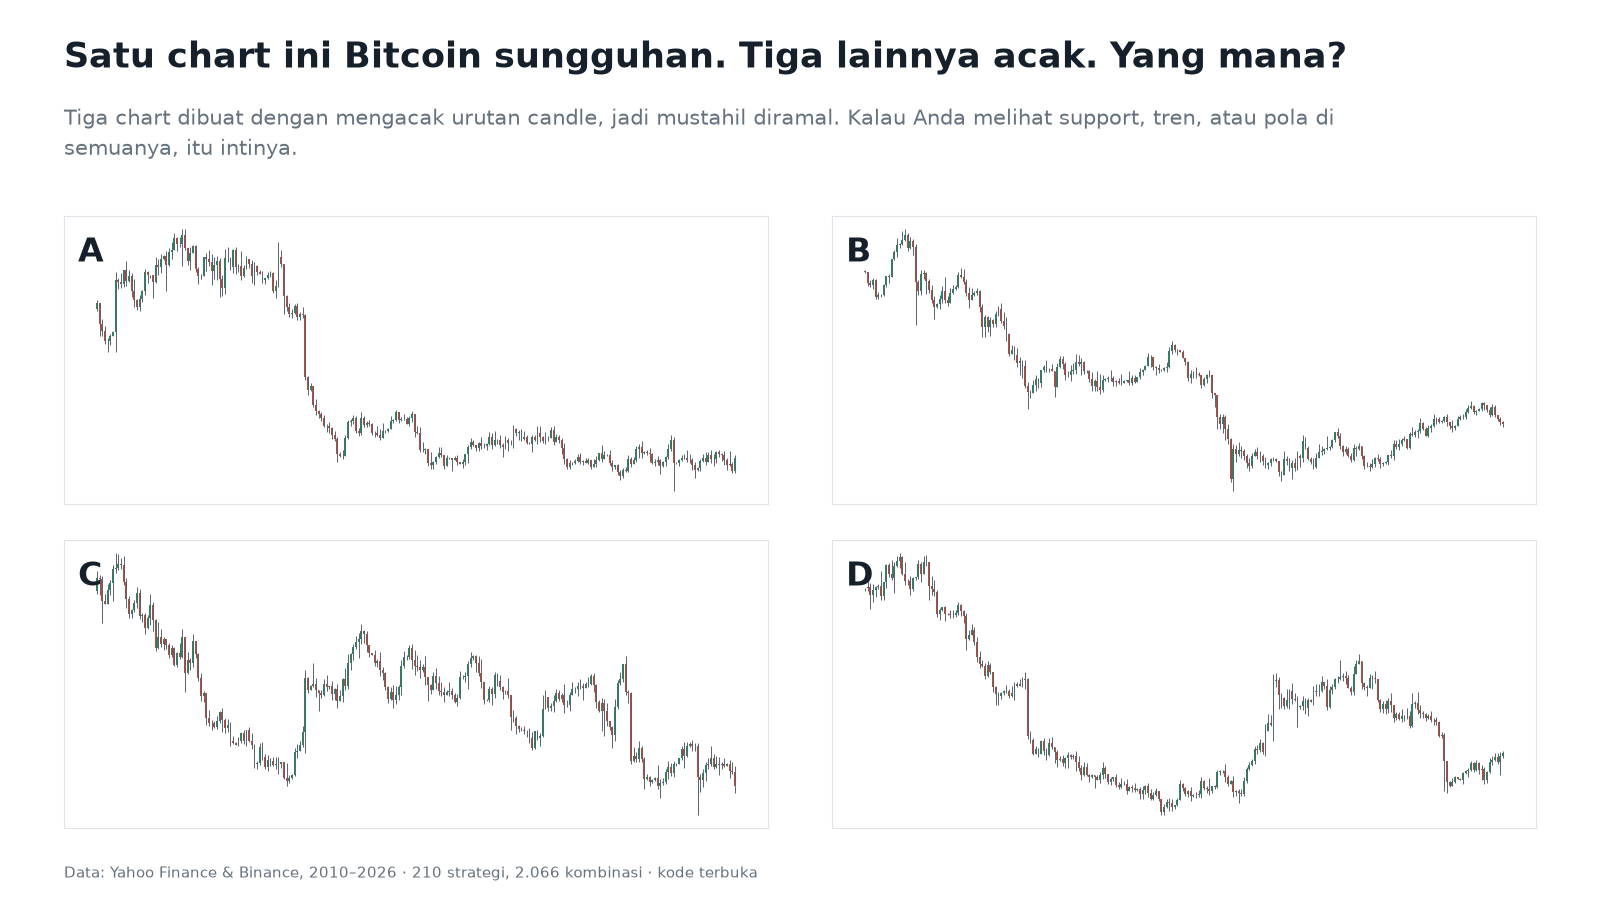 Satu chart ini Bitcoin sungguhan. Tiga lainnya acak. Yang mana?
Tiga chart dibuat dengan mengacak urutan candle, jadi mustahil diramal. Kalau Anda melihat support, tren, atau pola di
semuanya, itu intinya.
A
B
C
D
Data: Yahoo Finance & Binance, 2010–2026 · 210 strategi, 2.066 kombinasi · kode terbuka